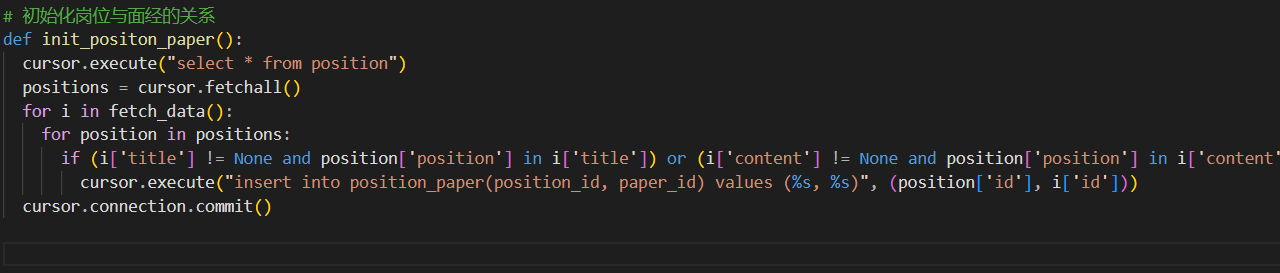 # 初始化岗位与面经的关系
def init_positon_paper():
  cursor.execute("select * from position")
  positions = cursor.fetchall()
  for i in fetch_data():
    for position in positions:
      if (i['title'] != None and position['position'] in i['title']) or (i['content'] != None and position['position'] in i['content'
        cursor.execute("insert into position_paper(position_id, paper_id) values (%s, %s)", (position['id'], i['id']))
  cursor.connection.commit()